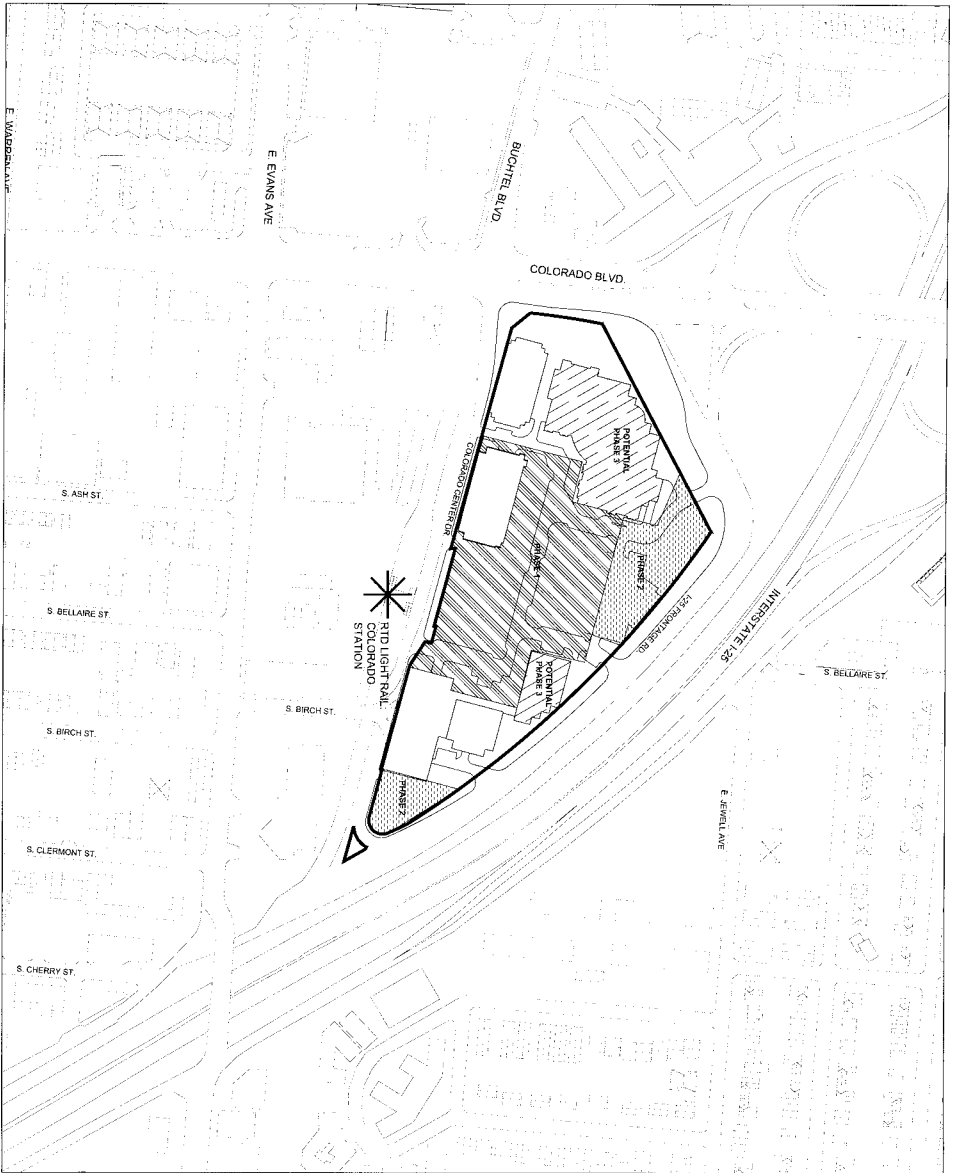 E. WARREN AVE
E. EVANS AVE
BUCHTEL BLVD.
COLORADO BLVD.
POTENTIAL
PHASE 3
COLORADO CENTER DR
PHASE 1
PHASE 2
I-25 FRONTAGE RD.
INTERSTATE I-25
S. ASH ST.
S. BELLAIRE ST.
RTD LIGHT RAIL
COLORADO
STATION
POTENTIAL
PHASE 3
S. BELLAIRE ST.
S. BIRCH ST.
S. BIRCH ST.
PHASE 2
E. JEWELL AVE
S. CLERMONT ST.
S. CHERRY ST.